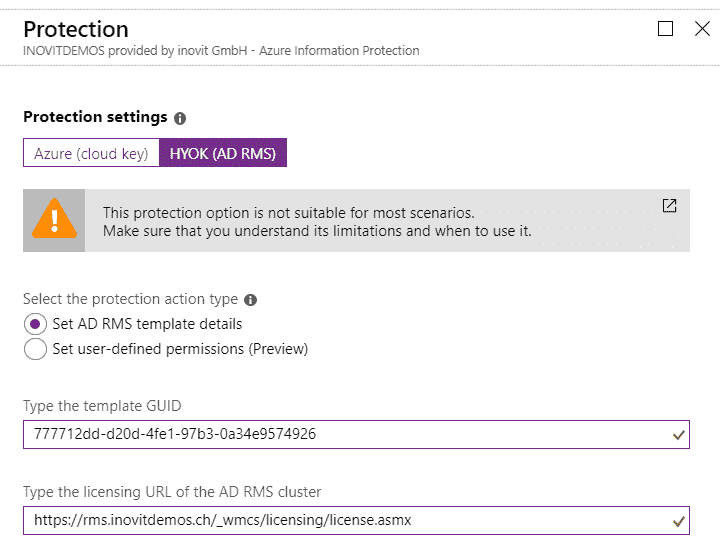 Protection
INOVITDEMOS provided by inovit GmbH - Azure Information Protection
Protection settings
Azure (cloud key) HYOK (AD RMS)
This protection option is not suitable for most scenarios.
Make sure that you understand its limitations and when to use it.
Select the protection action type
Set AD RMS template details
Set user-defined permissions (Preview)
Type the template GUID
777712dd-d20d-4fe1-97b3-0a34e9574926
Type the licensing URL of the AD RMS cluster
https://rms.inovitdemos.ch/_wmcs/licensing/license.asmx